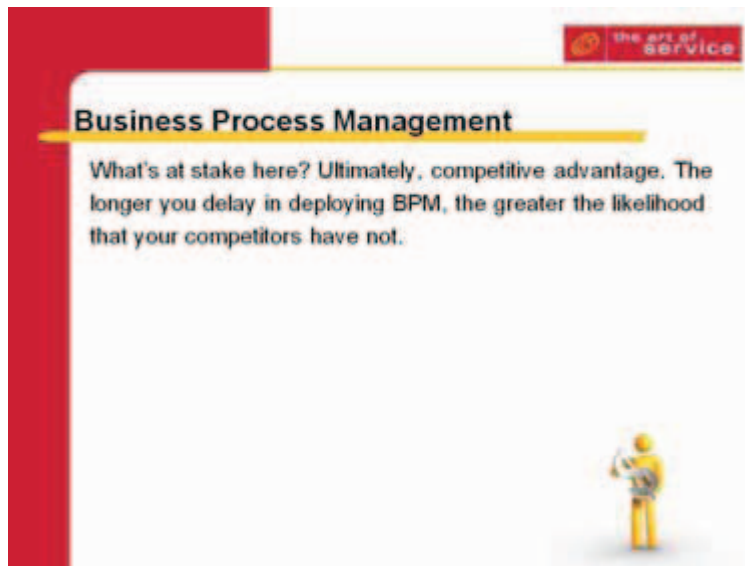 the art of
service
Business Process Management
What's at stake here? Ultimately, competitive advantage. The
longer you delay in deploying BPM, the greater the likelihood
that your competitors have not.